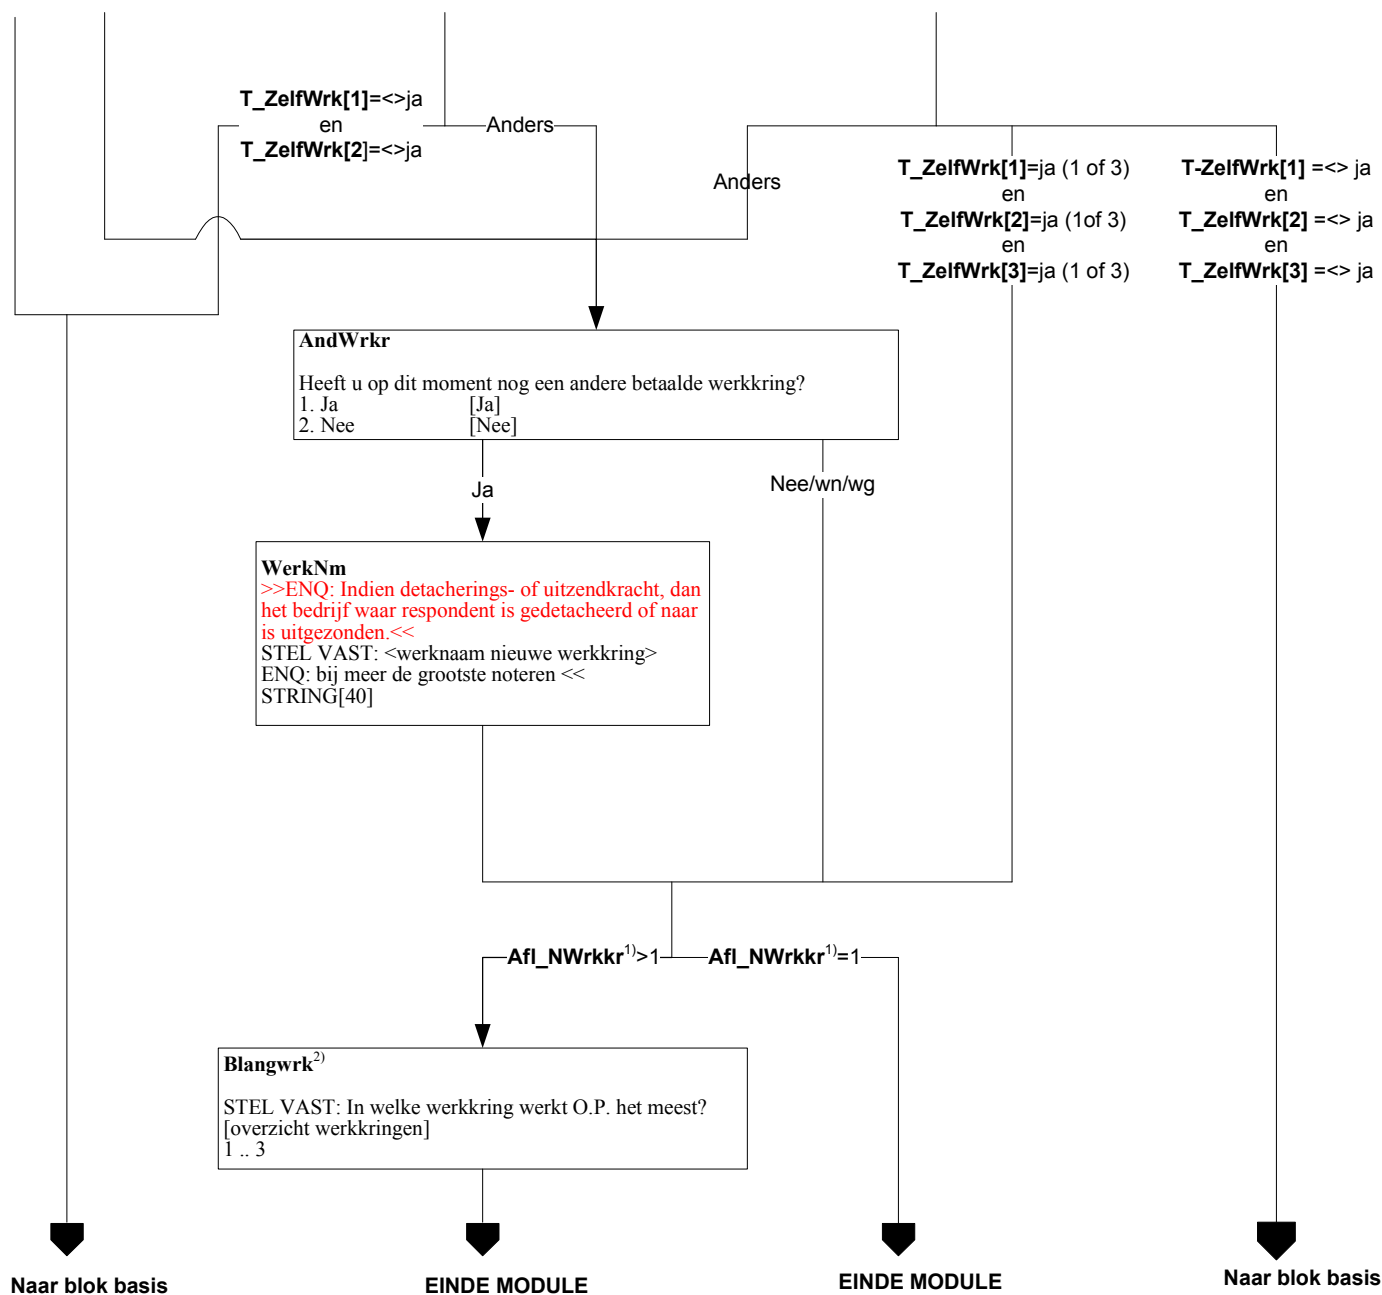 T_ZelfWrk[1]=<>ja
en
T_ZelfWrk[2]=<>ja
Anders
Anders
T_ZelfWrk[1]=ja (1 of 3)
en
T_ZelfWrk[2]=ja (1of 3)
en
T_ZelfWrk[3]=ja (1 of 3)
T-ZelfWrk[1] =<> ja
en
T_ZelfWrk[2] =<> ja
en
T_ZelfWrk[3] =<> ja
AndWrkr
Heeft u op dit moment nog een andere betaalde werkkring?
1. Ja [Ja]
2. Nee [Nee]
Ja
Nee/wn/wg
WerkNm
>>ENQ: Indien detacherings- of uitzendkracht, dan
het bedrijf waar respondent is gedetacheerd of naar
is uitgezonden.<<
STEL VAST: <werknaam nieuwe werkkring>
ENQ: bij meer de grootste noteren <<
STRING[40]
Afl_NWrkkr1)>1
Afl_NWrkkr1)=1
Blangwrk2)
STEL VAST: In welke werkkring werkt O.P. het meest?
[overzicht werkkringen]
1 .. 3
Naar blok basis
EINDE MODULE
EINDE MODULE
Naar blok basis